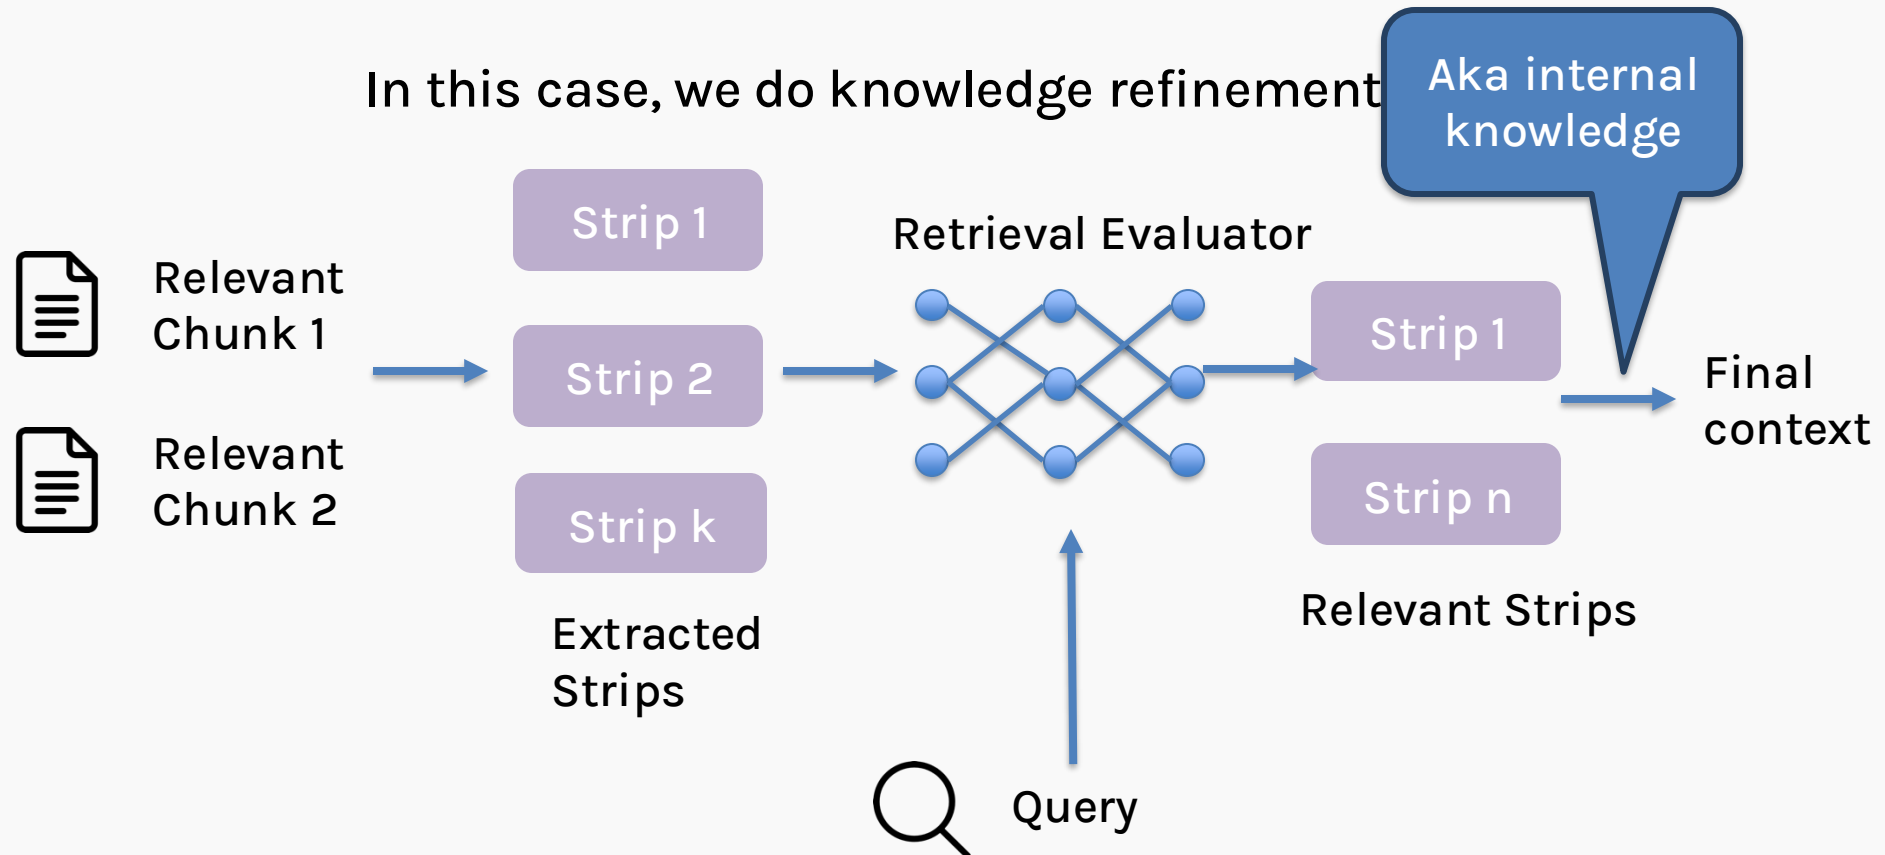 In this case, we do knowledge refinement
Aka internal
knowledge
Relevant
Chunk 1
Relevant
Chunk 2
Strip 1
Strip 2
Strip k
Extracted
Strips
Retrieval Evaluator
Query
Strip 1
Strip n
Relevant Strips
Final
context